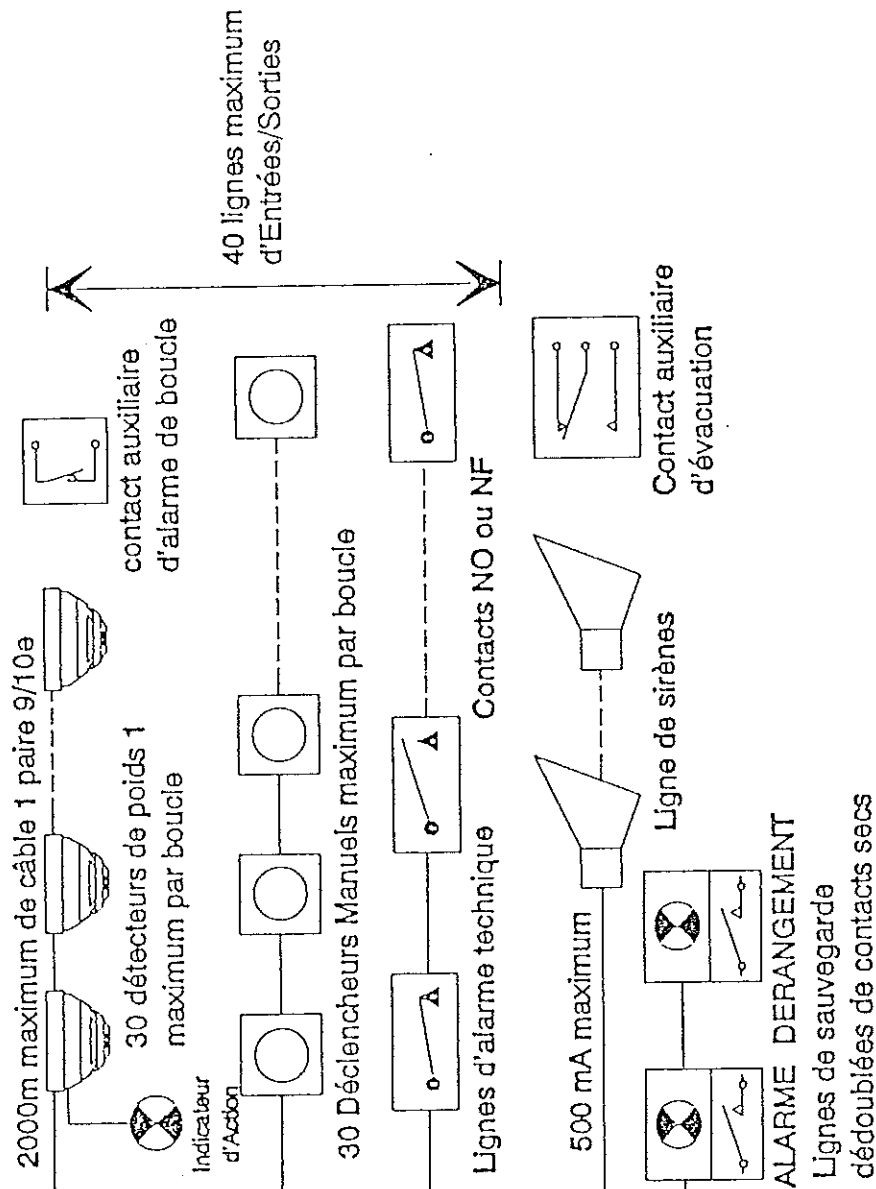 2000m maximum de câble 1 paire 9/10e
30 détecteurs de poids 1
maximum par boucle
contact auxiliaire
d'alarme de boucle
Indicateur
d'Action
40 lignes maximum
d'Entrées/Sorties
30 Déclencheurs Manuels maximum par boucle
Lignes d'alarme technique
Contacts NO ou NF
500 mA maximum
Ligne de sirènes
Contact auxiliaire
d'évacuation
ALARME DERANGEMENT
Lignes de sauvegarde
dédoublées de contacts secs